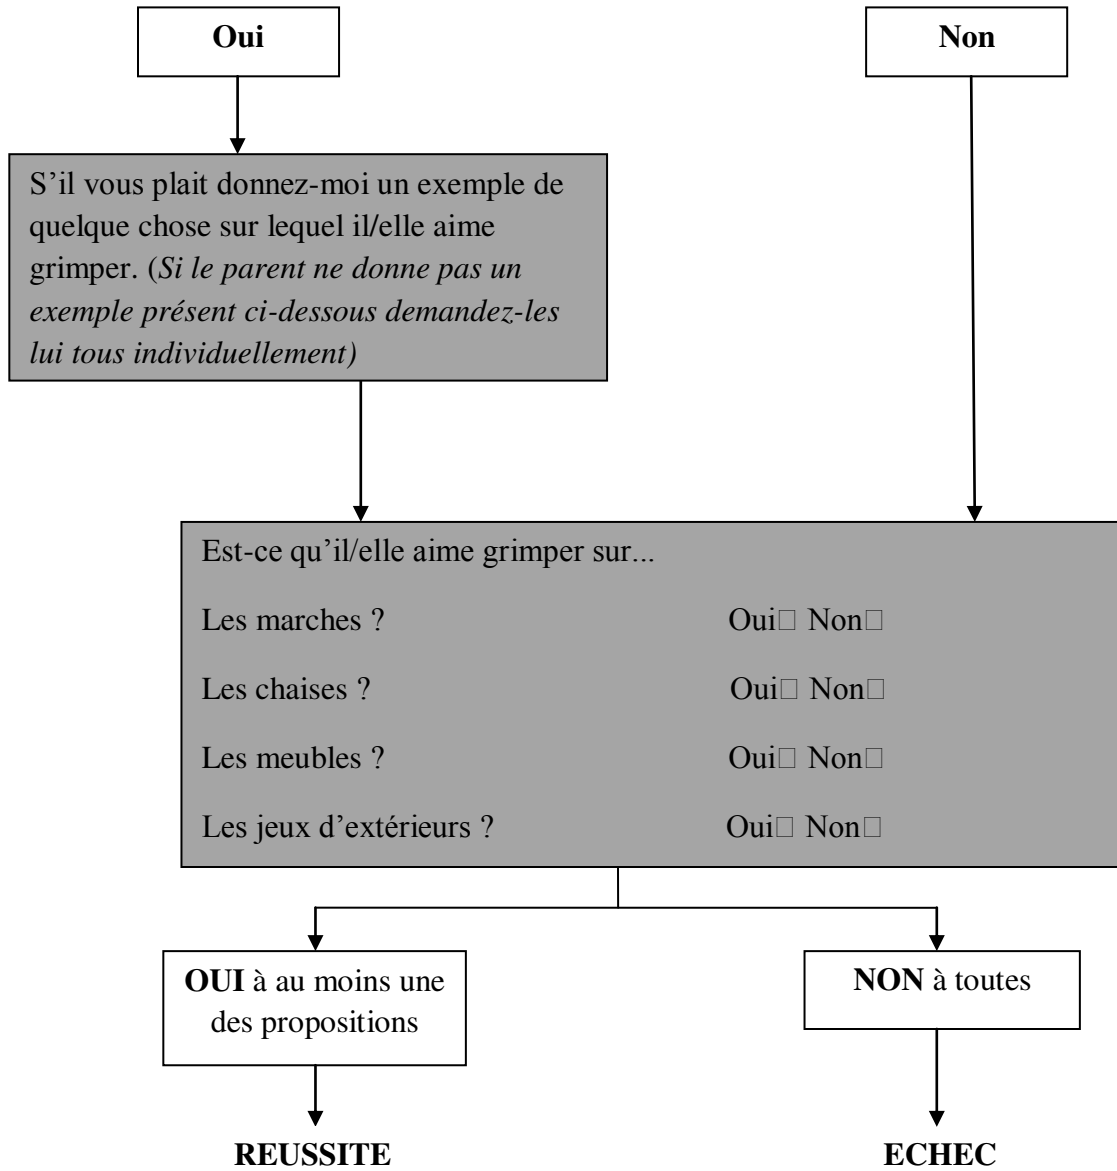 Oui
Non
S’il vous plait donnez-moi un exemple de
quelque chose sur lequel il/elle aime
grimper. (Si le parent ne donne pas un
exemple présent ci-dessous demandez-les
lui tous individuellement)
Est-ce qu’il/elle aime grimper sur...
Les marches ? Oui□ Non□
Les chaises ? Oui□ Non□
Les meubles ? Oui□ Non□
Les jeux d’extérieurs ? Oui□ Non□
OUI à au moins une
des propositions
NON à toutes
REUSSITE
ECHEC